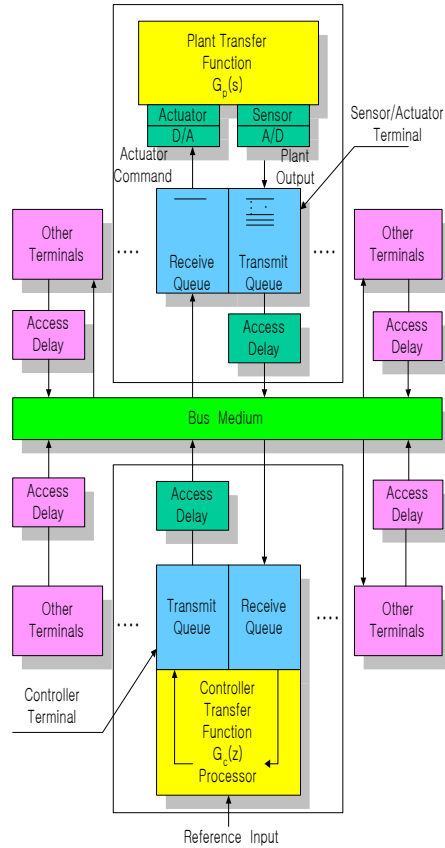 Plant Transfer
Function
G_p(s)
Actuator
D/A
Sensor
A/D
Sensor/Actuator
Terminal
Actuator
Command
Plant
Output
Other
Terminals
....
Receive
Queue
Transmit
Queue
....
Other
Terminals
Access
Delay
Access
Delay
Access
Delay
Bus Medium
Access
Delay
Access
Delay
Access
Delay
Other
Terminals
....
Transmit
Queue
Receive
Queue
....
Other
Terminals
Controller
Terminal
Controller
Transfer
Function
G_c(z)
Processor
Reference Input